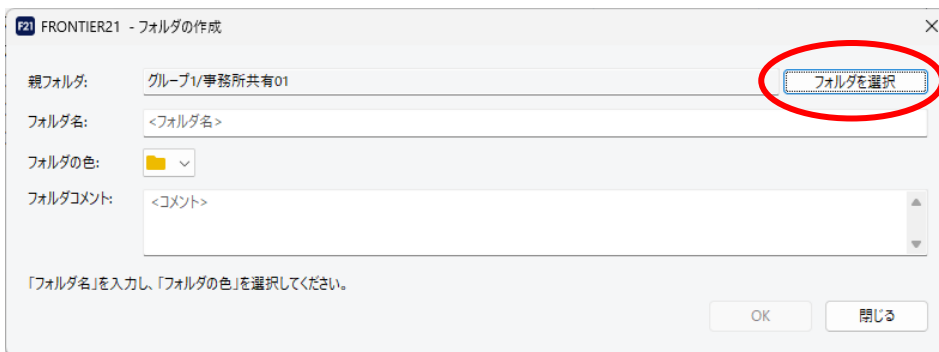 F21 FRONTIER21 - フォルダの作成
親フォルダ: グループ1/事務所共有01 フォルダを選択
フォルダ名: <フォルダ名>
フォルダの色:
フォルダコメント: <コメント>
「フォルダ名」を入力し、「フォルダの色」を選択してください。
OK 閉じる